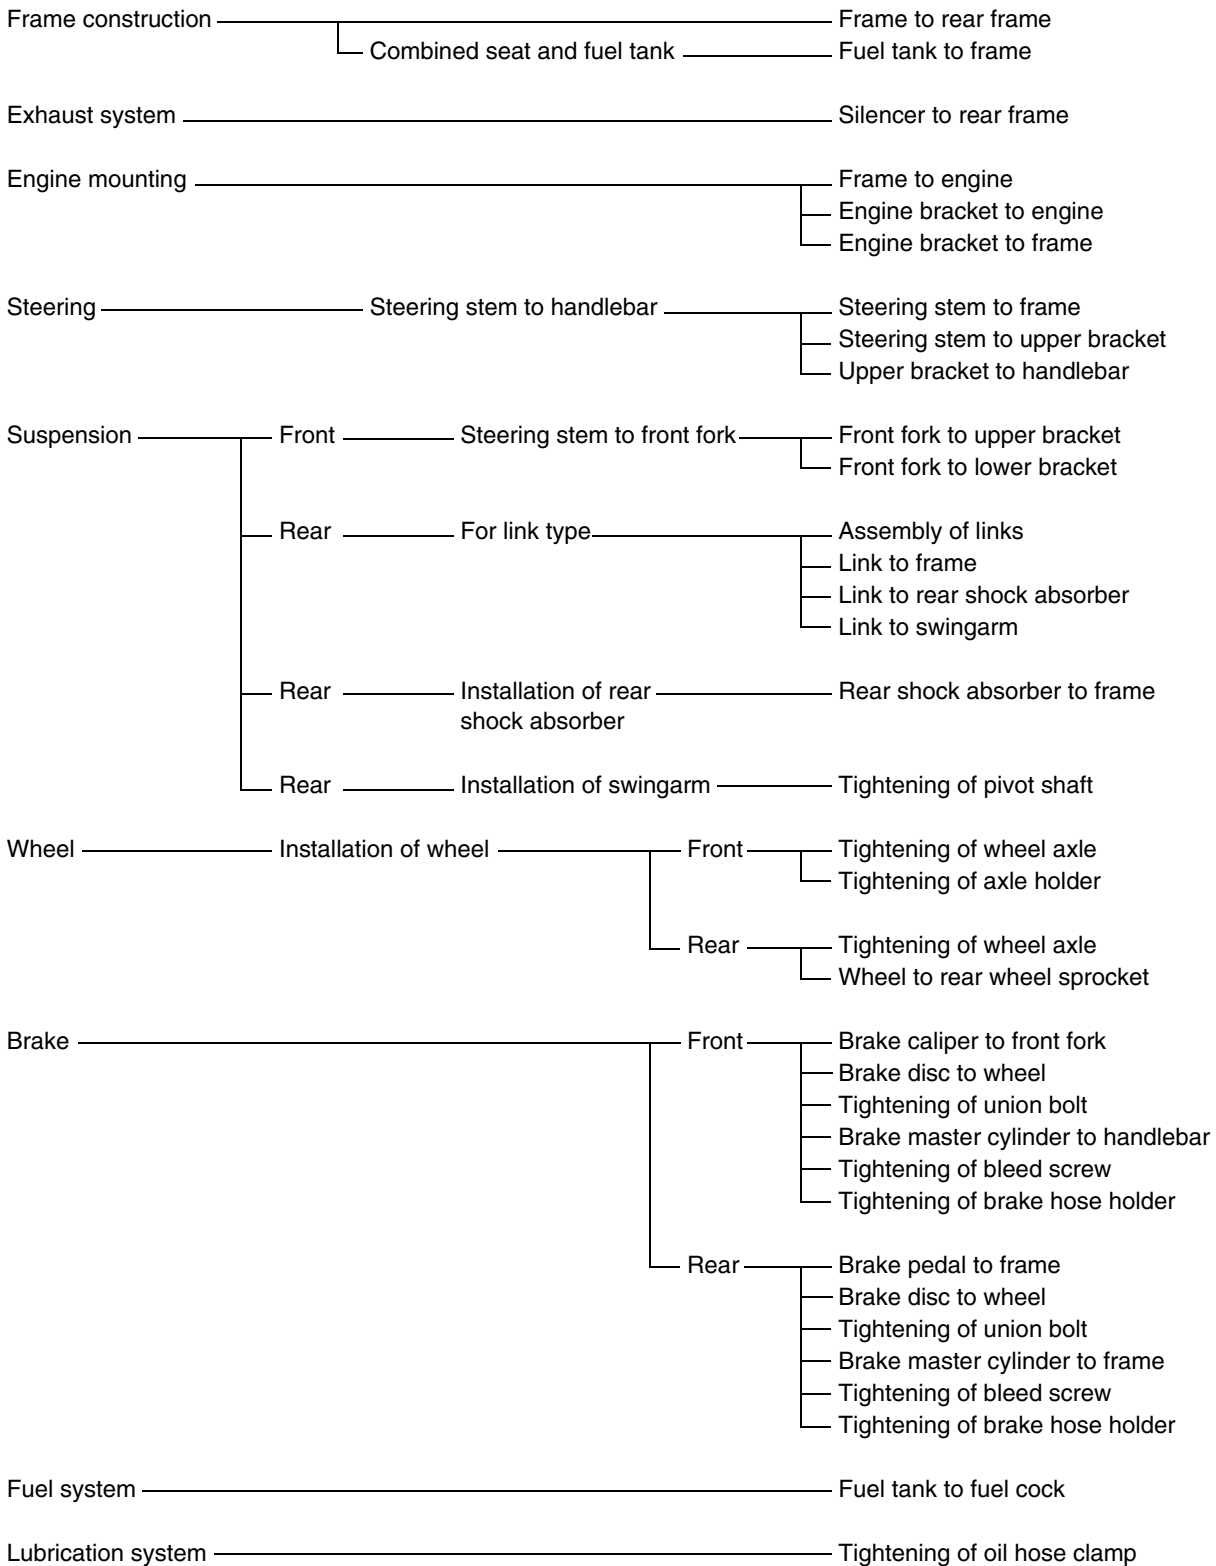 Frame construction Frame to rear frame
Combined seat and fuel tank Fuel tank to frame
Exhaust system Silencer to rear frame
Engine mounting Frame to engine
Engine bracket to engine
Engine bracket to frame
Steering Steering stem to handlebar Steering stem to frame
Steering stem to upper bracket
Upper bracket to handlebar
Suspension Front Steering stem to front fork Front fork to upper bracket
Front fork to lower bracket
Rear For link type Assembly of links
Link to frame
Link to rear shock absorber
Link to swingarm
Rear Installation of rear Rear shock absorber to frame
shock absorber
Rear Installation of swingarm Tightening of pivot shaft
Wheel Installation of wheel Front Tightening of wheel axle
Tightening of axle holder
Rear Tightening of wheel axle
Wheel to rear wheel sprocket
Brake Front Brake caliper to front fork
Brake disc to wheel
Tightening of union bolt
Brake master cylinder to handlebar
Tightening of bleed screw
Tightening of brake hose holder
Rear Brake pedal to frame
Brake disc to wheel
Tightening of union bolt
Brake master cylinder to frame
Tightening of bleed screw
Tightening of brake hose holder
Fuel system Fuel tank to fuel cock
Lubrication system Tightening of oil hose clamp